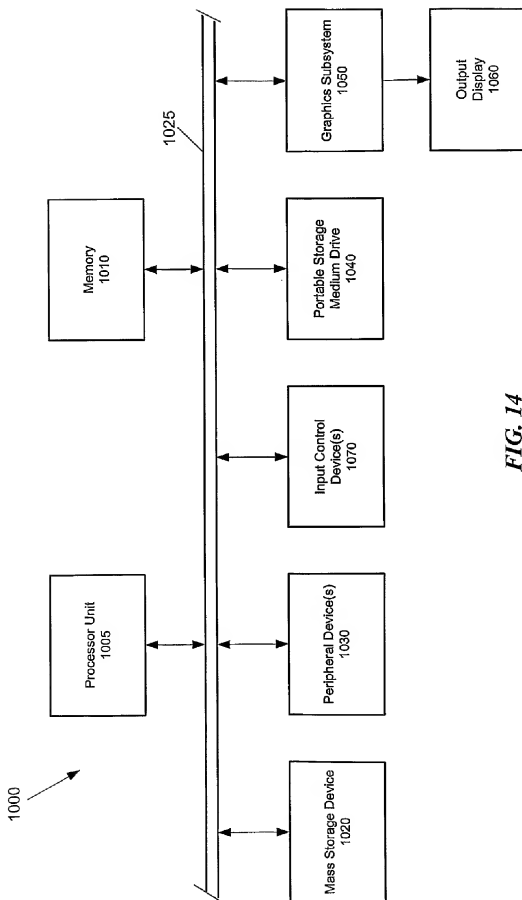 1000
Processor Unit
1005
Memory
1010
1025
Mass Storage Device
1020
Peripheral Device(s)
1030
Input Control
Device(s)
1070
Portable Storage
Medium Drive
1040
Graphics Subsystem
1050
Output
Display
1060
FIG. 14